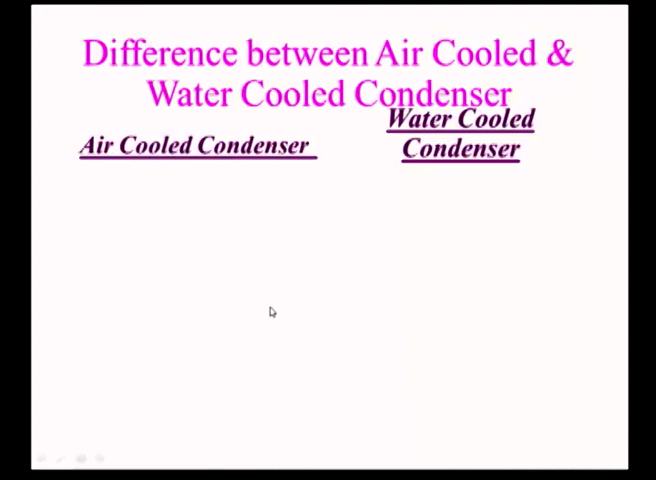 Difference between Air Cooled &
Water Cooled Condenser
Air Cooled Condenser
Water Cooled
Condenser